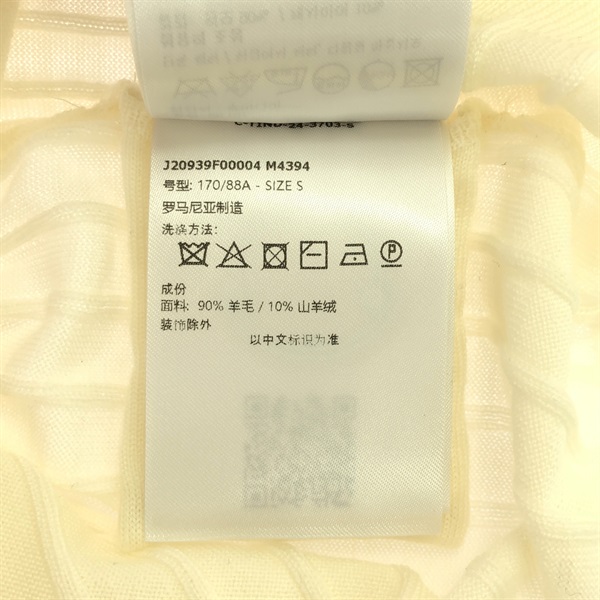 J20939F00004 M4394
号型: 170/88A - SIZE S
罗马尼亚制造
洗涤方法:
P
成份
面料: 90% 羊毛 / 10% 山羊绒
装饰除外
以中文标识为准